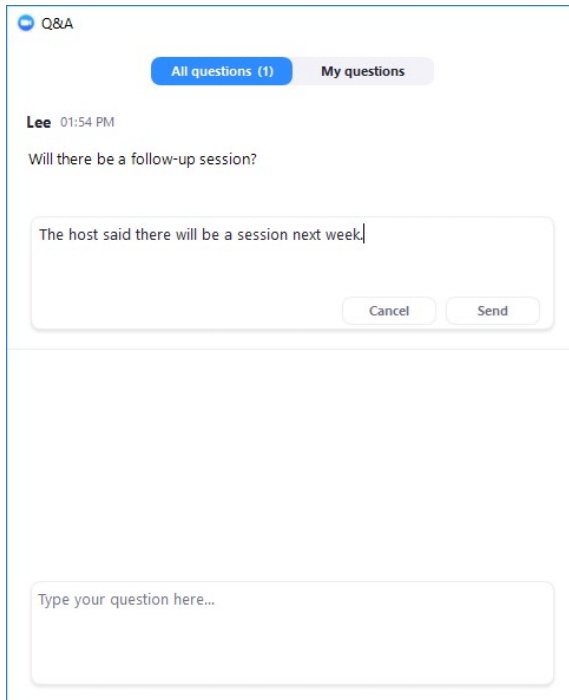 Q&A
All questions (1) My questions
Lee 01:54 PM
Will there be a follow-up session?
The host said there will be a session next week.
Cancel Send
Type your question here...